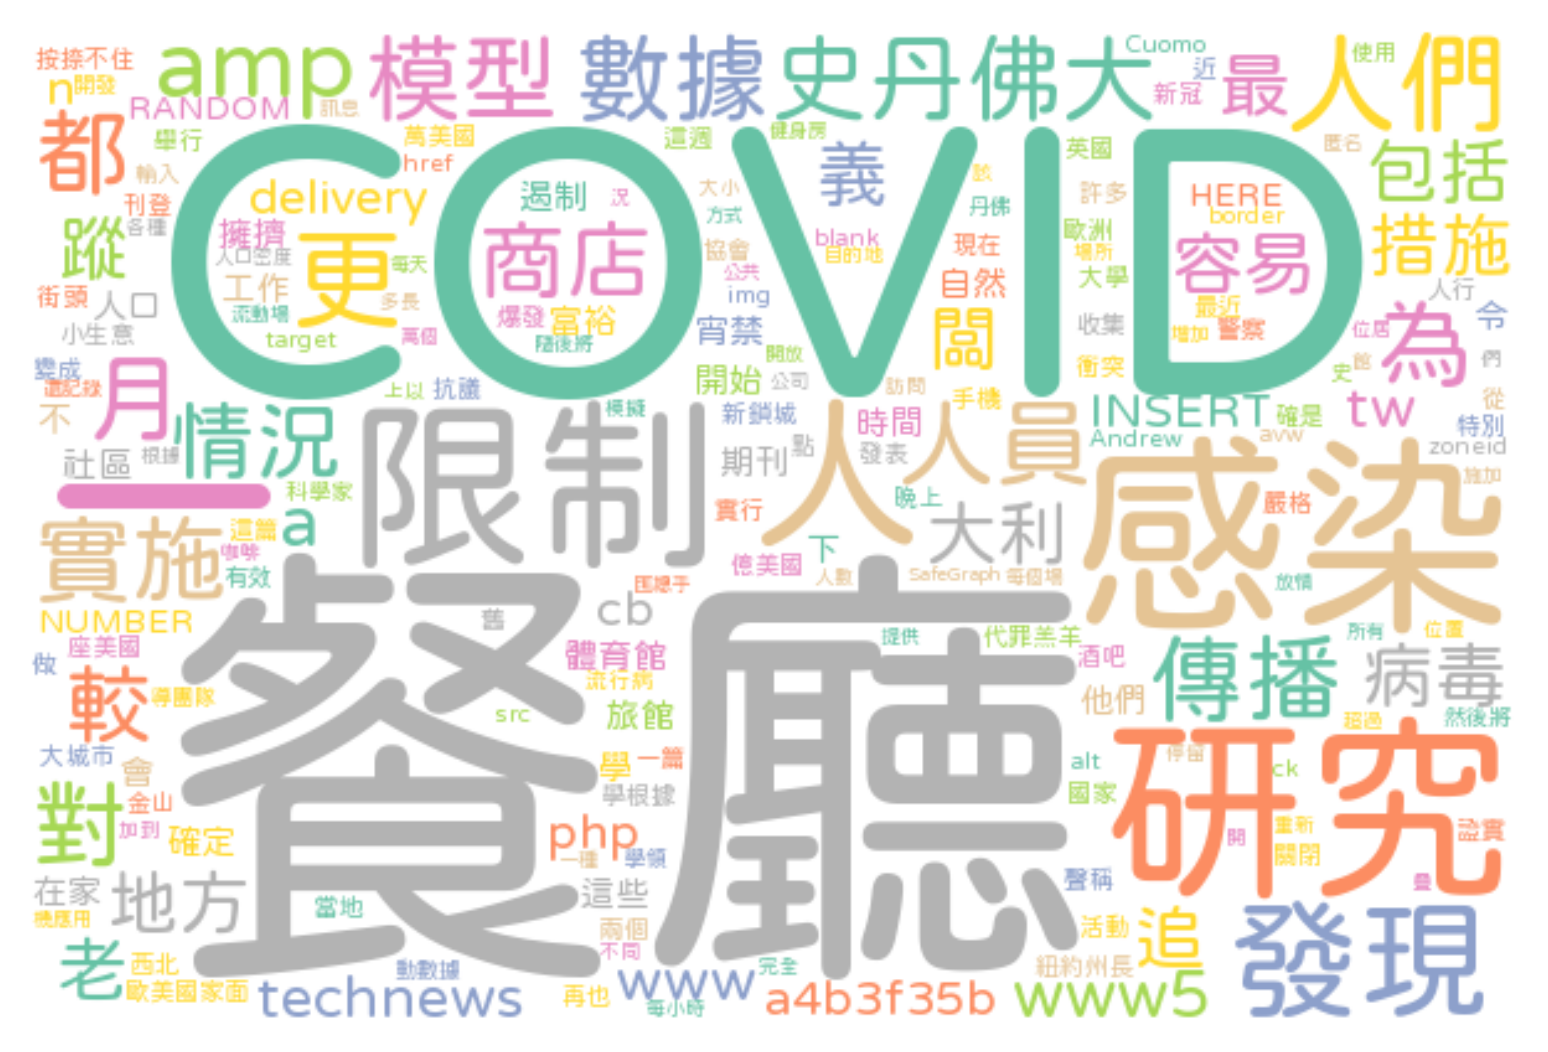 按捺不住
amp
模型
數據
史丹佛大
Cuomo
近
新冠
最
人們
使用
n
開發
RANDOM
訊息
都
舉行
萬美國
href
這週
健身房
義
英國
匿名
包括
COVID
輸入
刊登
各種
delivery
遏制
況
大小
方式
該
丹佛
許多
HERE
border
蹤
擁擠
人口密度
更
每天
商店
協會
公共
blank
目的地
現在
歐洲
場所
容易
措施
街頭
人口
工作
流動場
多長
img
自然
大學
最近
人行
小生意
target
萬個
爆發
富裕
隨後將
宵禁
闆
收集
增加
警察
位居
為
令
變成
還記錄
上以
抗議
開始
開放
公司
訪問
手機
衝突
史
館
們
從
不
月
情況
限制
模擬
新鎖城
時間
人員
INSERT
確是
tw
特別
社區
根據
期刊
點
人
發表
Andrew
avw
zoneid
一
科學家
感染
施加
實施
這篇
a
咖啡
有效
實行
晚上
大利
嚴格
億美國
下
人數
SafeGraph
每個場
放情
NUMBER
餐廳
舊
cb
提供
代罪羔羊
所有
位置
座美國
做
體育館
流行病
酒吧
傳播
病毒
較
導團隊
src
旅館
他們
超過
然後將
大城市
會
學
一篇
alt
停留
ck
研究
對
金山
加到
確定
學根據
國家
php
一種
學領
開
重新
關閉
證實
在家
機應用
地方
當地
這些
聲稱
疊
兩個
不同
活動
追
發現
老
西北
歐美國家面
動數據
technews
再也
www
每小時
完全
a4b3f35b
紐約州長
www5